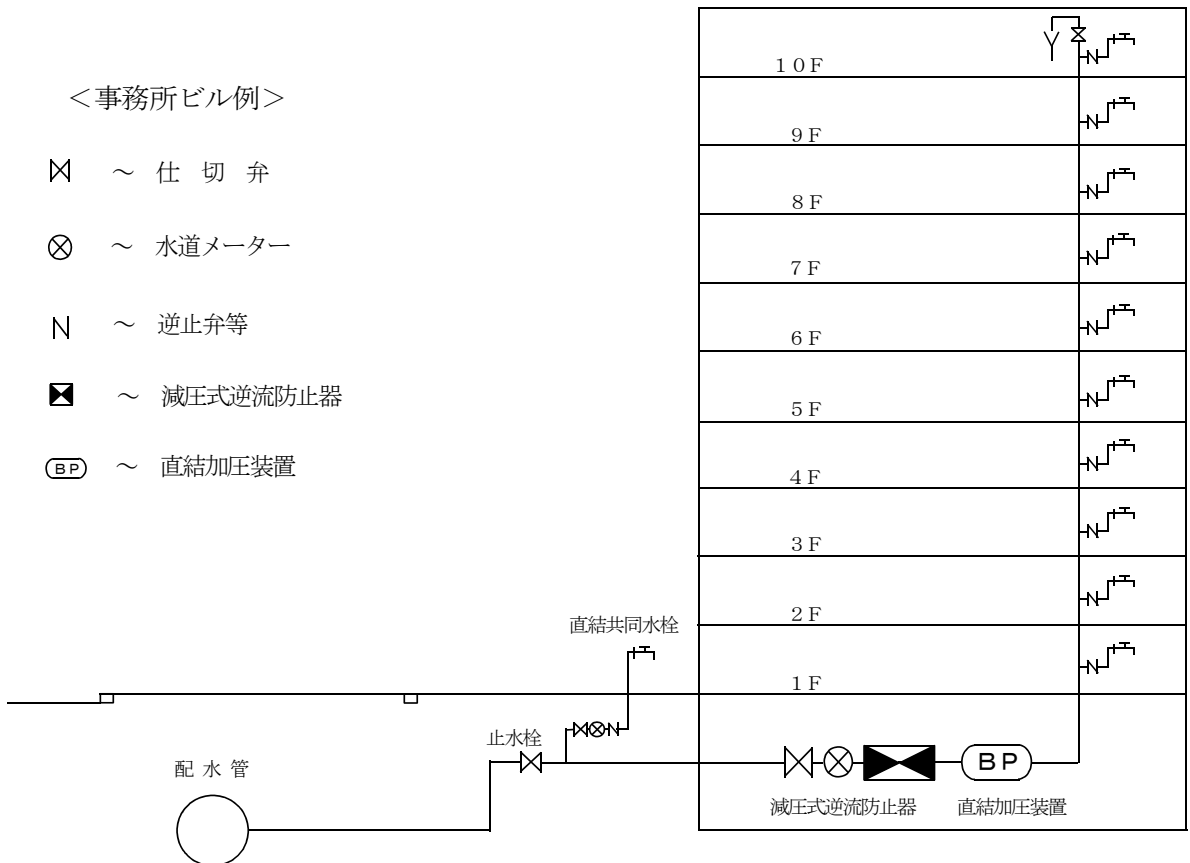 ＜事務所ビル例＞
～ 仕 切 弁
～ 水道メーター
～ 逆止弁等
～ 減圧式逆流防止器
BP ～ 直結加圧装置
１０F
９F
８F
７F
６F
５F
４F
３F
２F
１F
直結共同水栓
止水栓
配 水 管
BP
減圧式逆流防止器 直結加圧装置